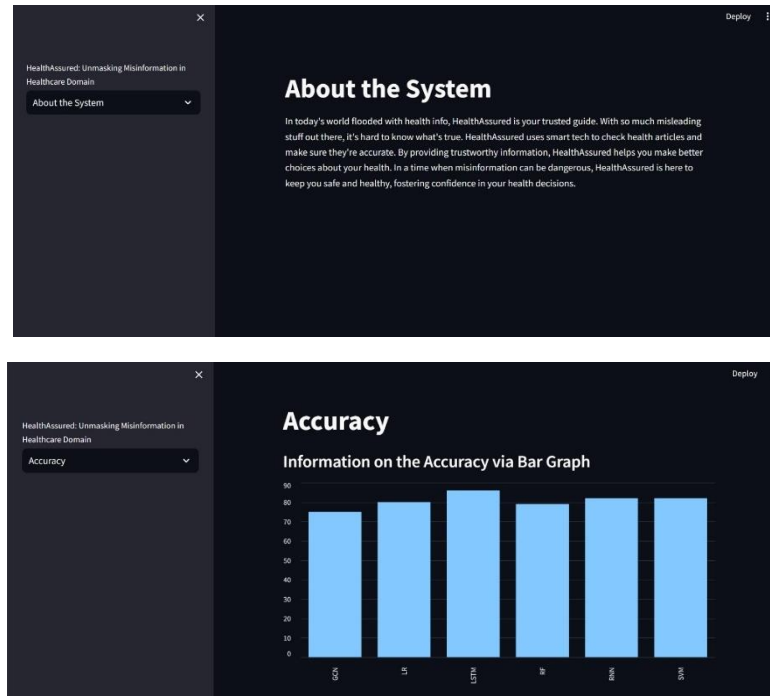 Deploy
HealthAssured: Unmasking Misinformation in
Healthcare Domain
About the System
About the System
In today's world flooded with health info, HealthAssured is your trusted guide. With so much misleading
stuff out there, it's hard to know what's true. HealthAssured uses smart tech to check health articles and
make sure they're accurate. By providing trustworthy information, HealthAssured helps you make better
choices about your health. In a time when misinformation can be dangerous, HealthAssured is here to
keep you safe and healthy, fostering confidence in your health decisions.
Deploy
HealthAssured: Unmasking Misinformation in
Healthcare Domain
Accuracy
Accuracy
Information on the Accuracy via Bar Graph
90
80
70
60
50
40
30
20
10
0
GCN
LR
LSTM
RF
RNN
SVM